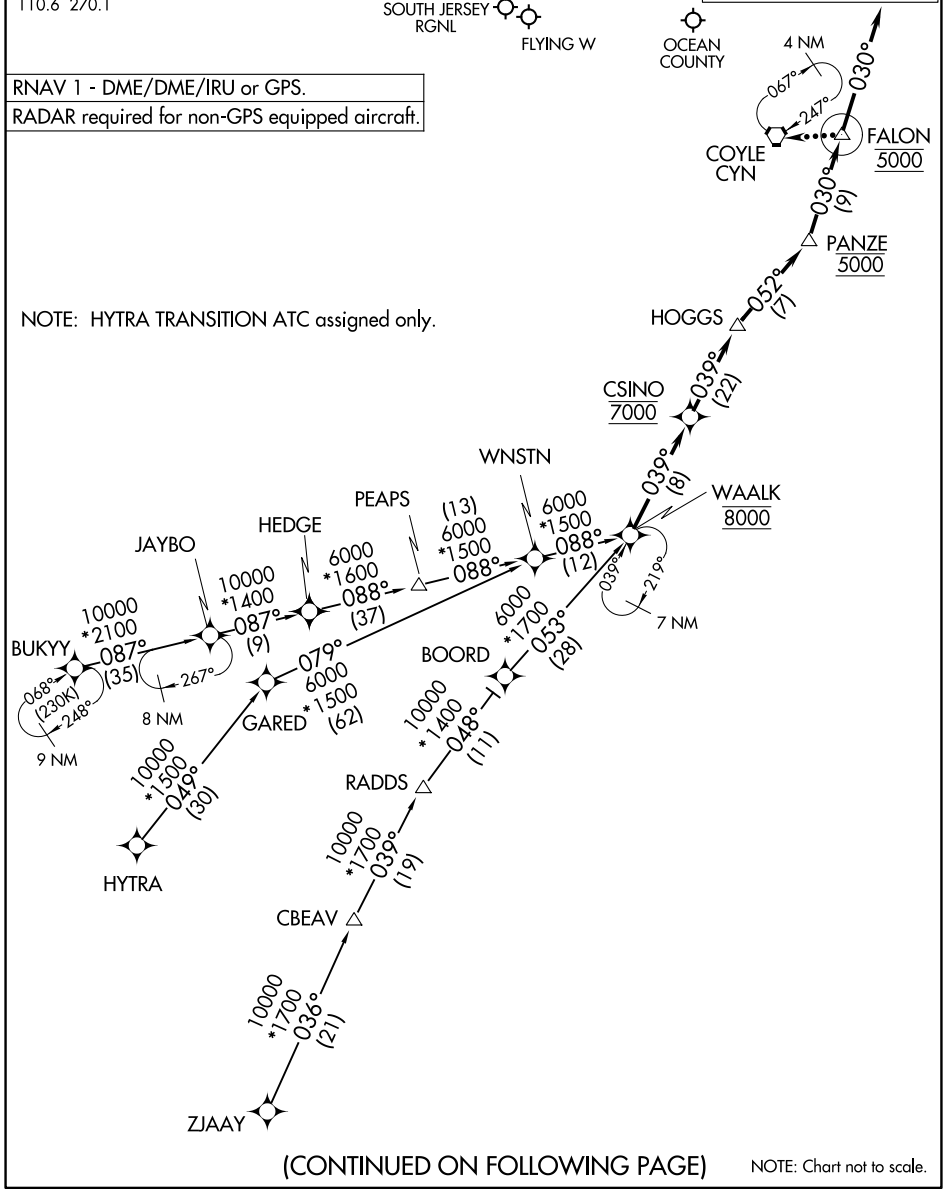 110.6 270.1
SOUTH JERSEY
RGNL
FLYING W
OCEAN
COUNTY
4 NM
067°
247°
030°
RNAV 1 - DME/DME/IRU or GPS.
RADAR required for non-GPS equipped aircraft.
COYLE
CYN
FALON
5000
030°
(9)
PANZE
5000
NOTE: HYTRA TRANSITION ATC assigned only.
HOGGS
052°
(7)
CSINO
7000
039°
(22)
WNSTN
039°
(8)
WAALK
8000
PEAPS
(13)
6000
*1500
088°
6000
*1500
088°
(12)
HEDGE
6000
*1600
088°
(37)
JAYBO
10000
*1400
087°
(9)
039°
219°
7 NM
10000
*2100
087°
(35)
BUKYY
068°
(230K)
248°
9 NM
267°
8 NM
079°
6000
*1500
(62)
GARED
BOORD
6000
*1700
053°
(28)
10000
*1500
049°
(30)
HYTRA
10000
*1400
048°
(11)
RADDS
10000
*1700
039°
(19)
CBEAV
10000
*1700
036°
(21)
ZJAAY
(CONTINUED ON FOLLOWING PAGE)
NOTE: Chart not to scale.